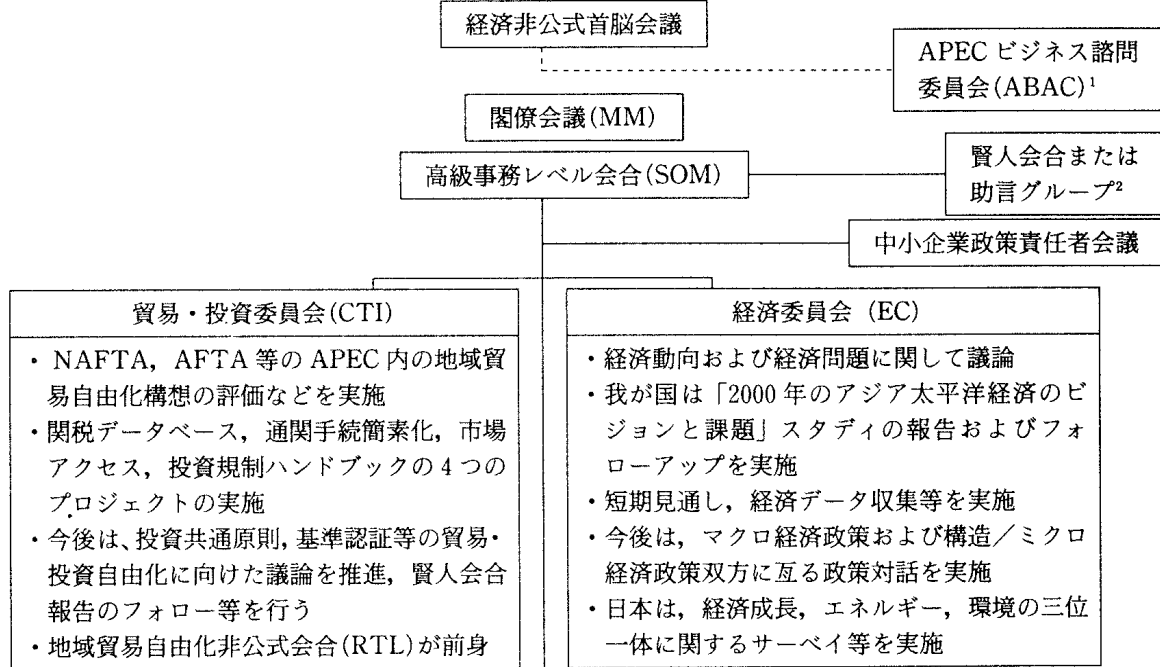 経済非公式首脳会議
APEC ビジネス諮問
委員会(ABAC)¹
閣僚会議(MM)
高級事務レベル会合(SOM)
賢人会合または
助言グループ²
中小企業政策責任者会議
貿易・投資委員会(CTI)
・ NAFTA，AFTA 等の APEC 内の地域貿
易自由化構想の評価などを実施
・関税データベース，通関手続簡素化，市場
アクセス，投資規制ハンドブックの 4 つの
プロジェクトの実施
・今後は、投資共通原則，基準認証等の貿易・
投資自由化に向けた議論を推進，賢人会合
報告のフォロー等を行う
・地域貿易自由化非公式会合(RTL)が前身
経済委員会 (EC)
・経済動向および経済問題に関して議論
・我が国は「2000 年のアジア太平洋経済のビ
ジョンと課題」スタディの報告およびフォ
ローアップを実施
・短期見通し，経済データ収集等を実施
・今後は，マクロ経済政策および構造／ミクロ
経済政策双方に亙る政策対話を実施
・日本は，経済成長，エネルギー，環境の三位
一体に関するサーベイ等を実施